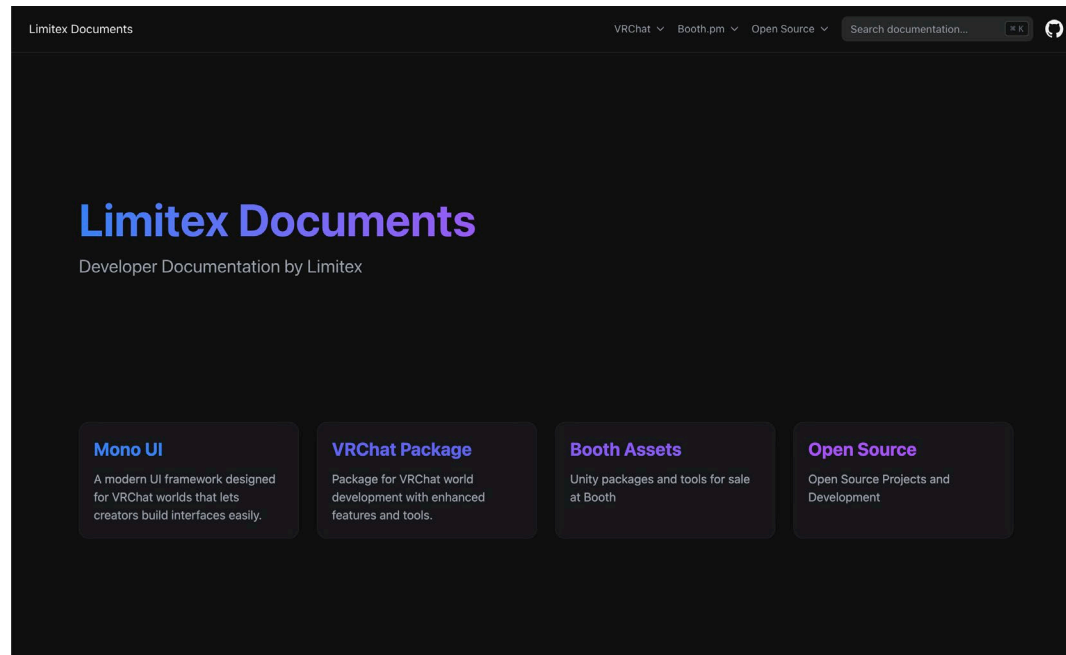 Limitex Documents
VRChat
Booth.pm
Open Source
Search documentation...
⌘ K
Limitex Documents
Developer Documentation by Limitex
Mono UI
A modern UI framework designed
for VRChat worlds that lets
creators build interfaces easily.
VRChat Package
Package for VRChat world
development with enhanced
features and tools.
Booth Assets
Unity packages and tools for sale
at Booth
Open Source
Open Source Projects and
Development